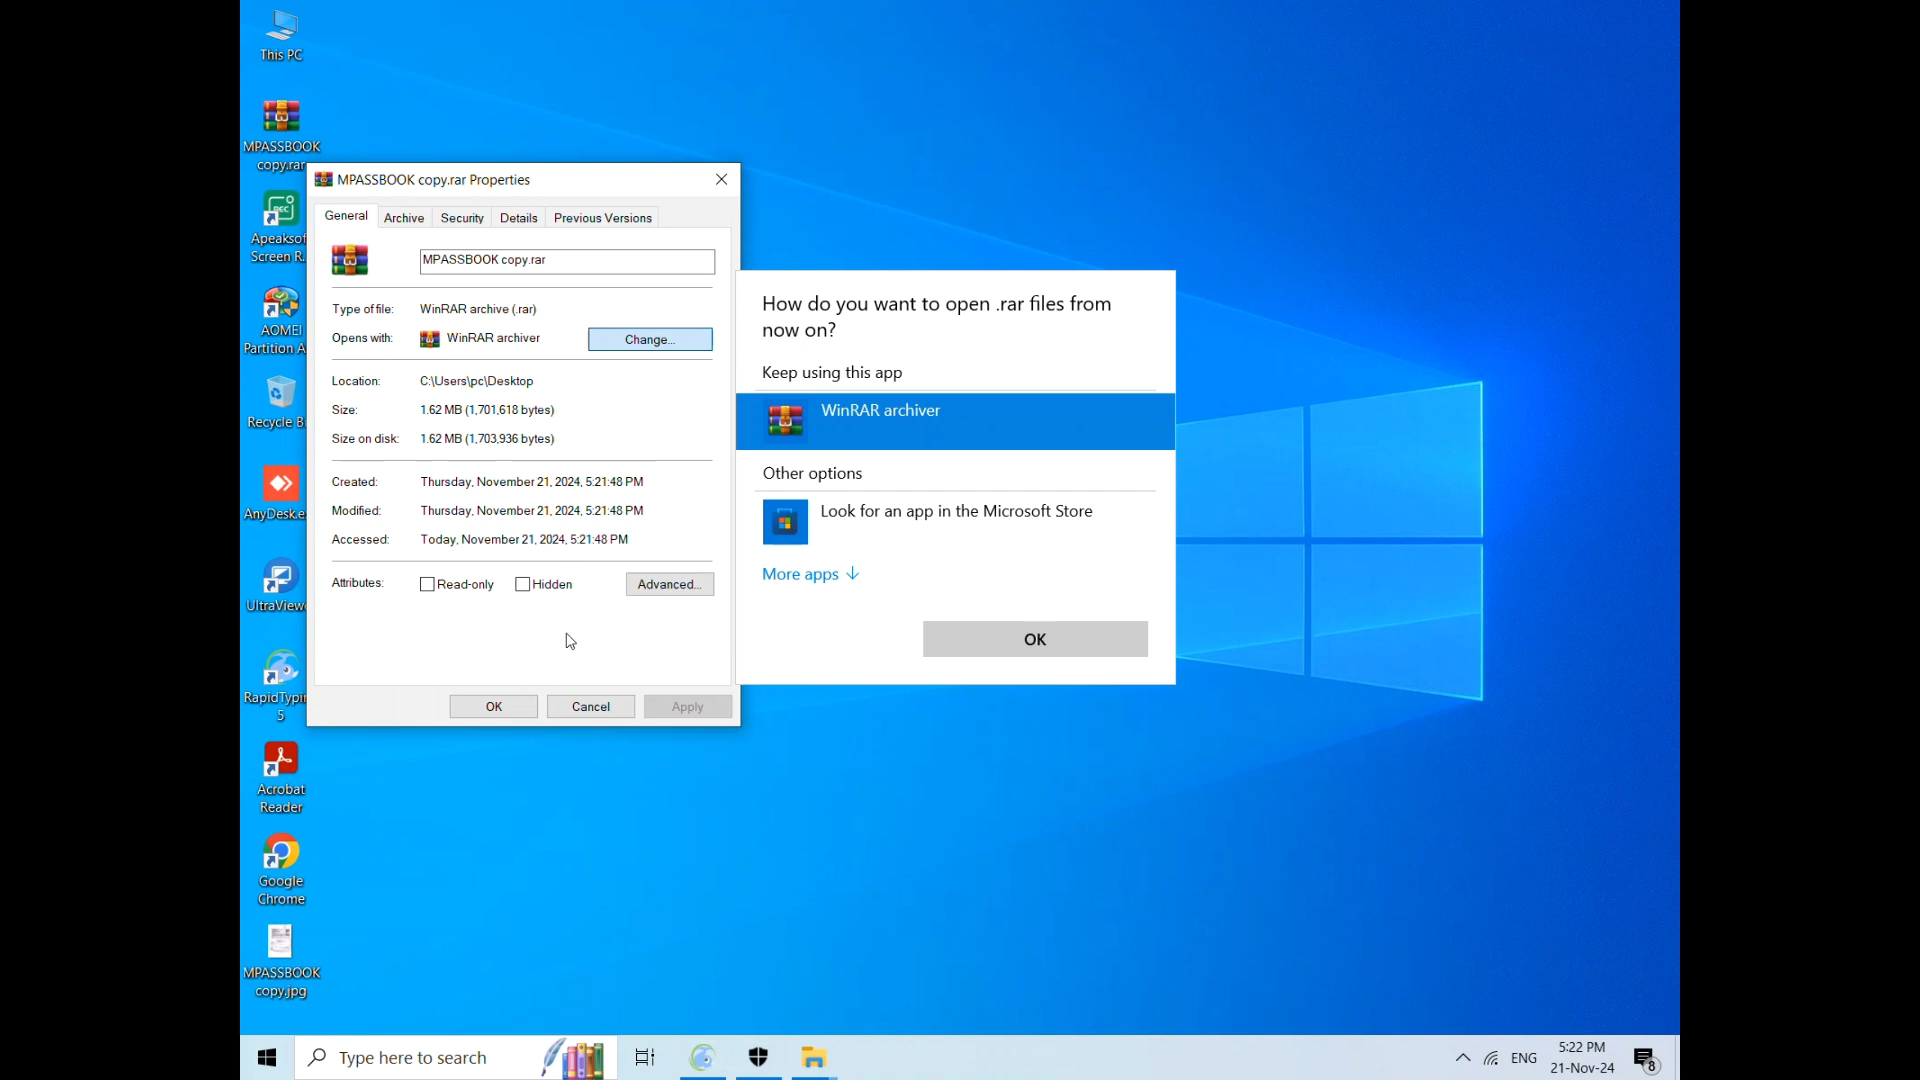 This PC
MPASSBOOK
copy.rar
Apeaksof
Screen R.
AOMEI
Partition A
Recycle B
AnyDesk.e
UltraView
RapidTypi
5
Acrobat
Reader
Google
Chrome
MPASSBOOK
copy.jpg
MPASSBOOK copy.rar Properties
General Archive Security Details Previous Versions
MPASSBOOK copy.rar
Type of file: WinRAR archive (.rar)
Opens with: WinRAR archiver Change...
Location: C:\Users\pc\Desktop
Size: 1.62 MB (1,701,618 bytes)
Size on disk: 1.62 MB (1,703,936 bytes)
Created: Thursday, November 21, 2024, 5:21:48 PM
Modified: Thursday, November 21, 2024, 5:21:48 PM
Accessed: Today, November 21, 2024, 5:21:48 PM
Attributes: Read-only Hidden Advanced...
OK Cancel Apply
How do you want to open .rar files from
now on?
Keep using this app
WinRAR archiver
Other options
Look for an app in the Microsoft Store
More apps
OK
Type here to search
ENG
5:22 PM
21-Nov-24
8